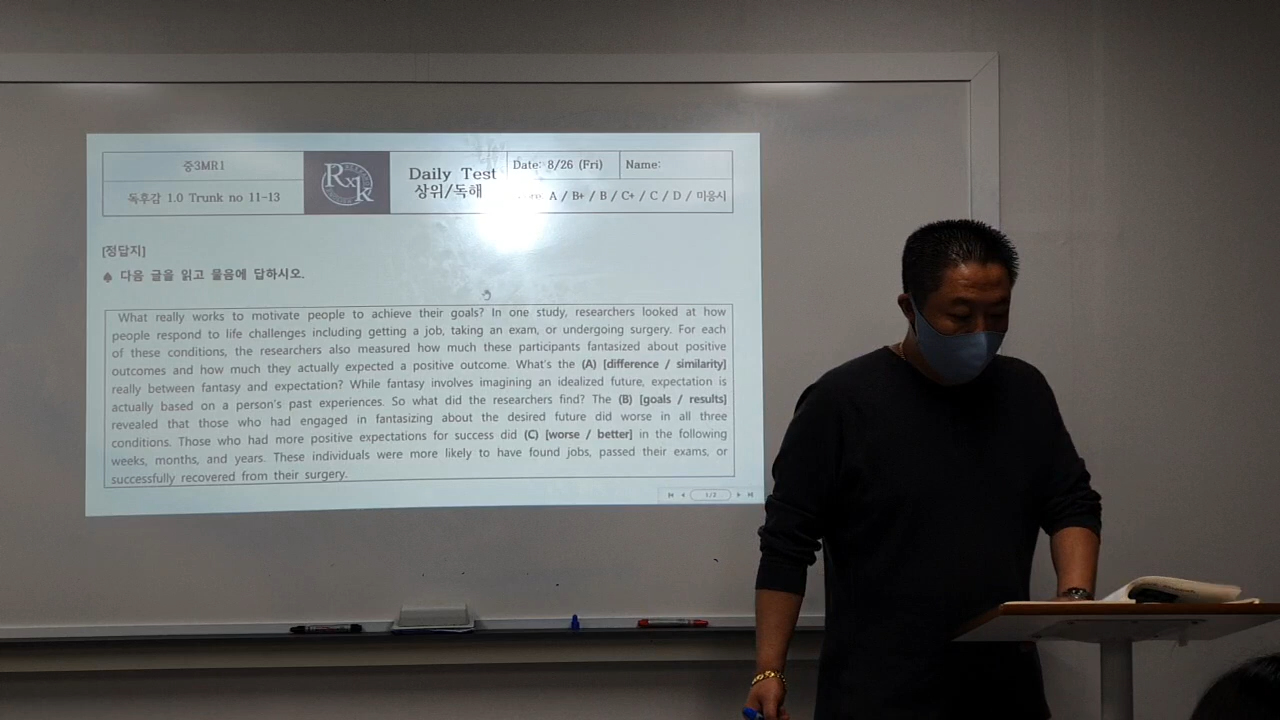 중3MR1
독후감 1.0 Trunk no 11-13
RxK
Daily Test
상위/독해
Date: 8/26 (Fri)
Name:
A / B+ / B / C+ / C / D / 미응시
[정답지]
♠ 다음 글을 읽고 물음에 답하시오.
What really works to motivate people to achieve their goals? In one study, researchers looked at how
people respond to life challenges including getting a job, taking an exam, or undergoing surgery. For each
of these conditions, the researchers also measured how much these participants fantasized about positive
outcomes and how much they actually expected a positive outcome. What's the (A) [difference / similarity]
really between fantasy and expectation? While fantasy involves imagining an idealized future, expectation is
actually based on a person's past experiences. So what did the researchers find? The (B) [goals / results]
revealed that those who had engaged in fantasizing about the desired future did worse in all three
conditions. Those who had more positive expectations for success did (C) [worse / better] in the following
weeks, months, and years. These individuals were more likely to have found jobs, passed their exams, or
successfully recovered from their surgery.
1/2